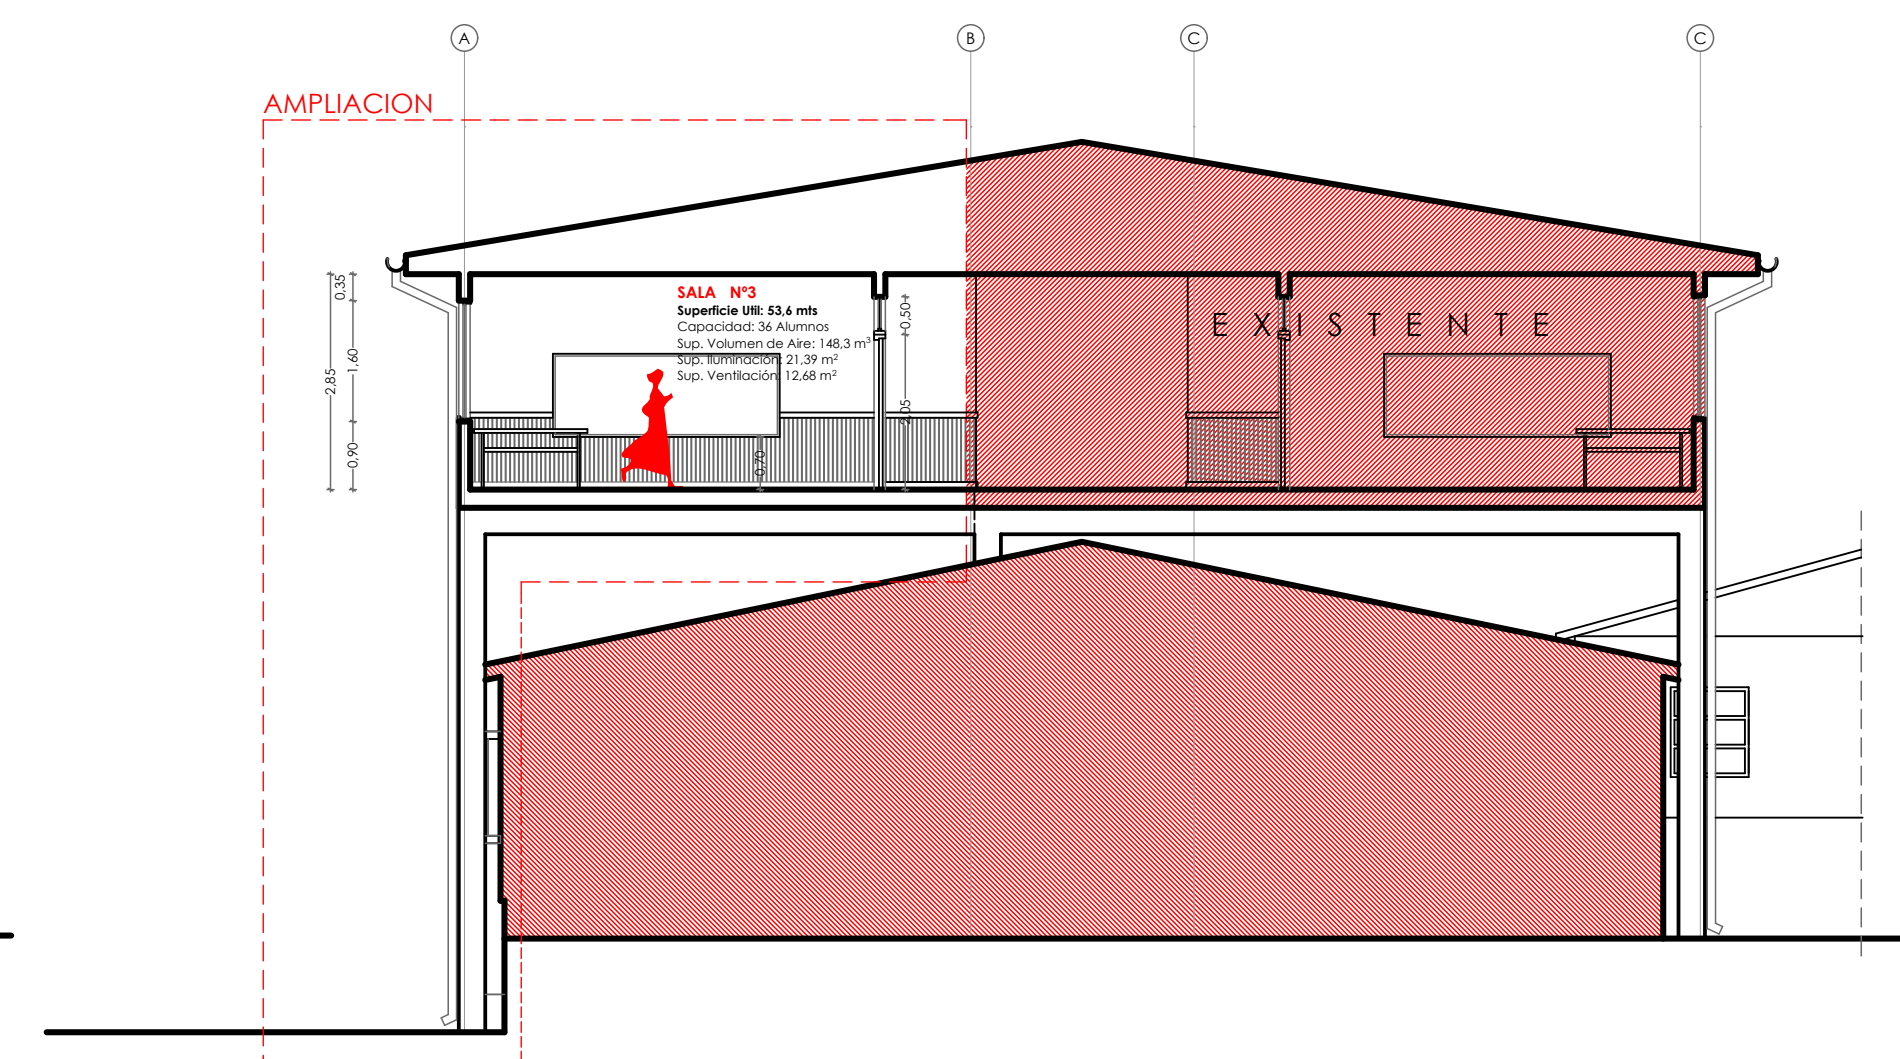 A
B
C
C
AMPLIACION
SALA Nº3
Superficie Util: 53,6 mts
Capacidad: 36 Alumnos
Sup. Volumen de Aire: 148,3 m³
Sup. Iluminación: 21,39 m²
Sup. Ventilación: 12,68 m²
EXISTENTE
0,35
1,60
2,85
0,90
0,50
2,05
0,70